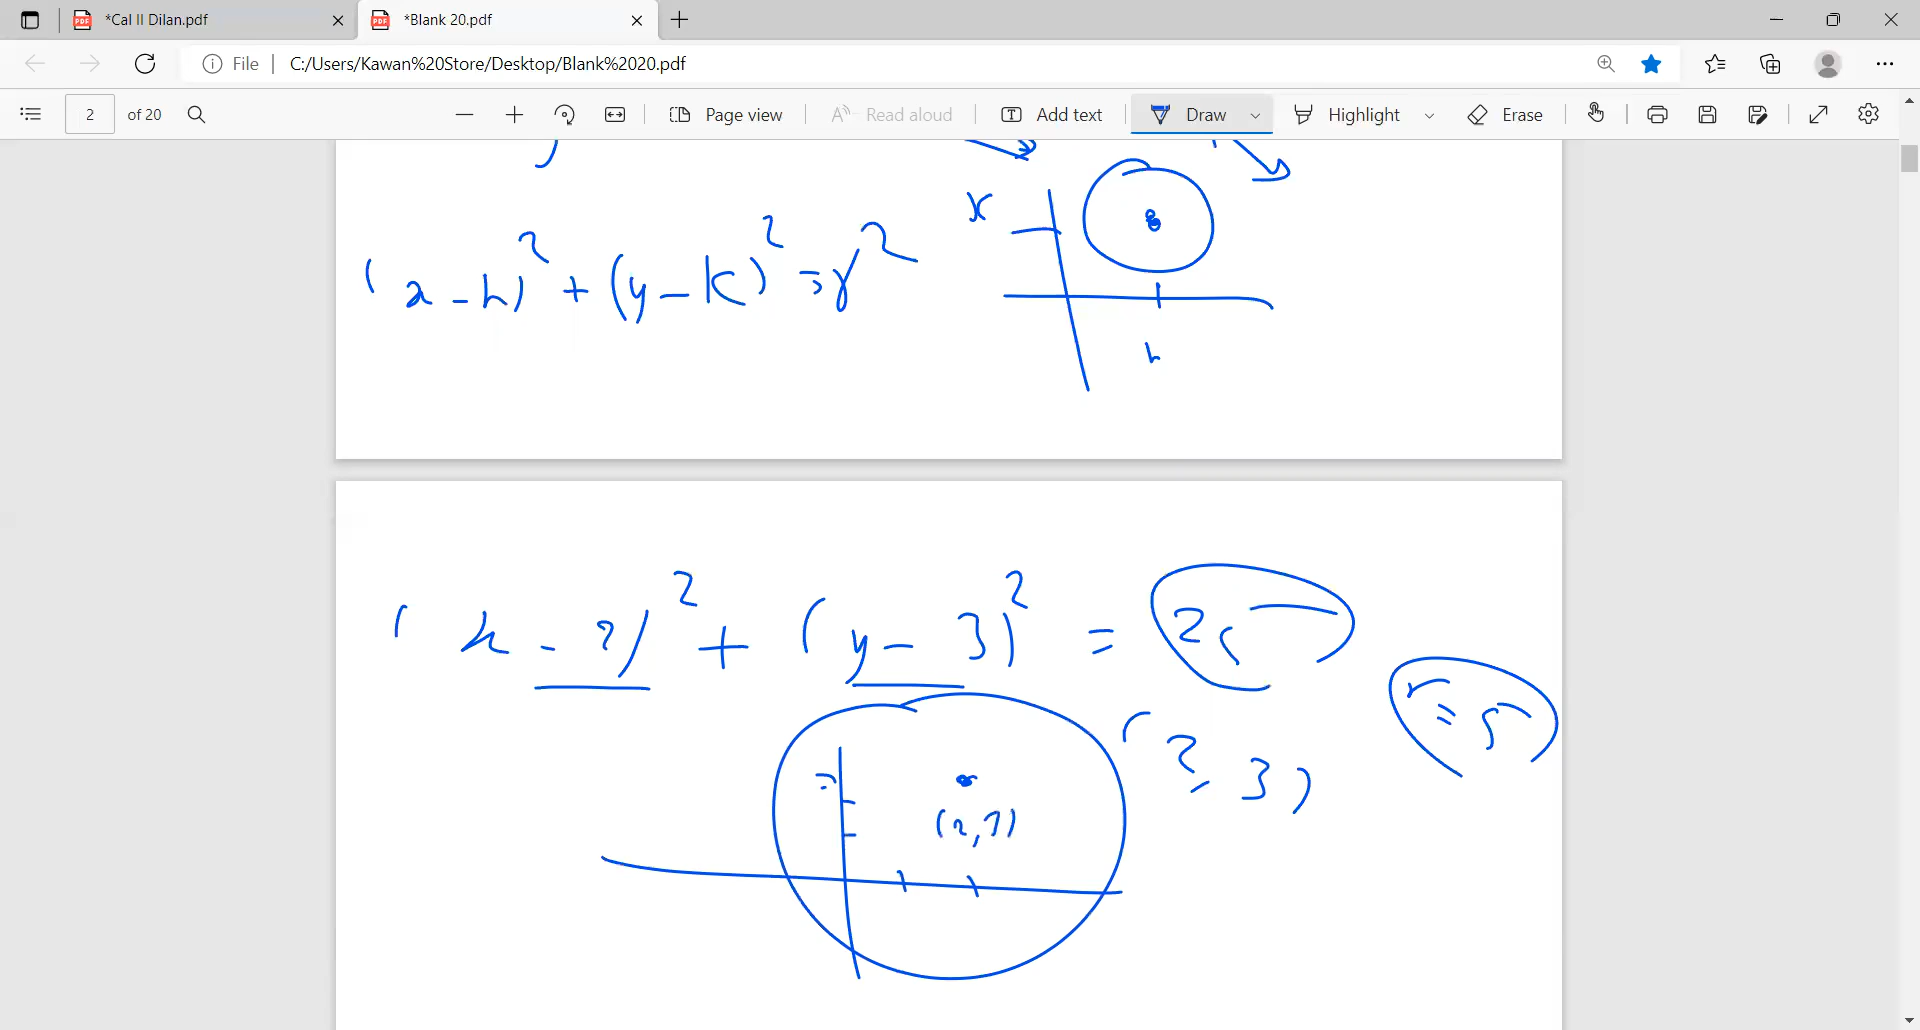 *Cal II Dilan.pdf
*Blank 20.pdf
File C:/Users/Kawan%20Store/Desktop/Blank%2020.pdf
2 of 20 Page view Read aloud Add text Draw Highlight Erase
(x-h)² + (y-k)² = r²
k
h
(x-2)² + (y-3)² = 25
r = 5
(2, 3)
(2,3)